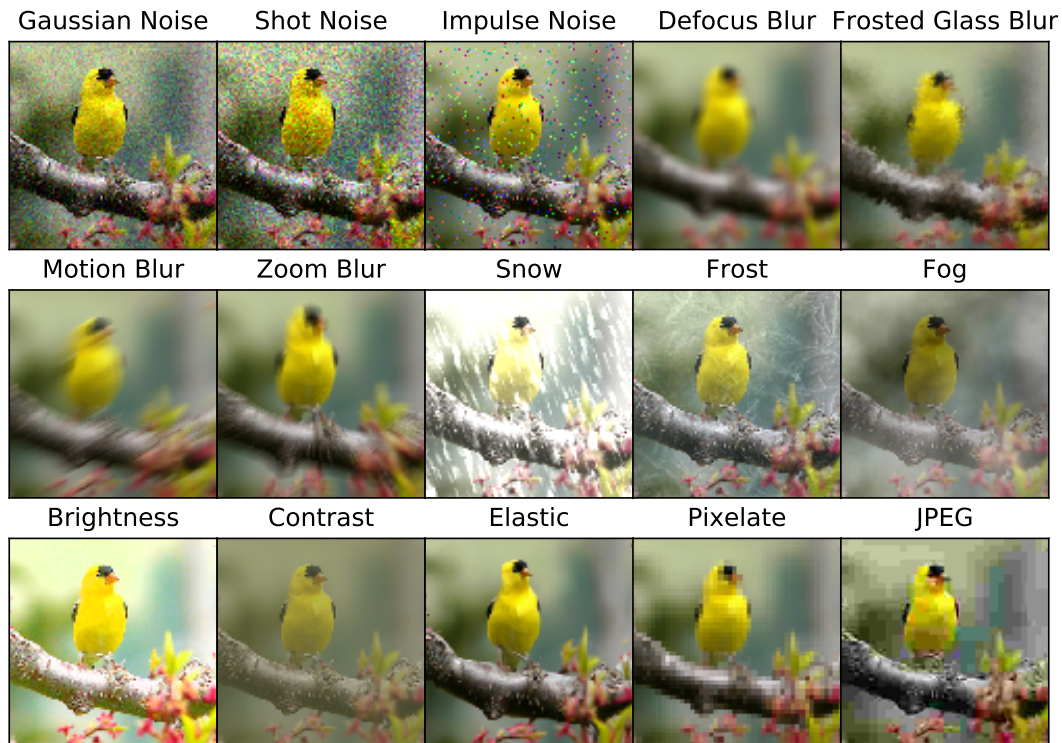 Gaussian Noise Shot Noise Impulse Noise Defocus Blur Frosted Glass Blur
Motion Blur Zoom Blur Snow Frost Fog
Brightness Contrast Elastic Pixelate JPEG